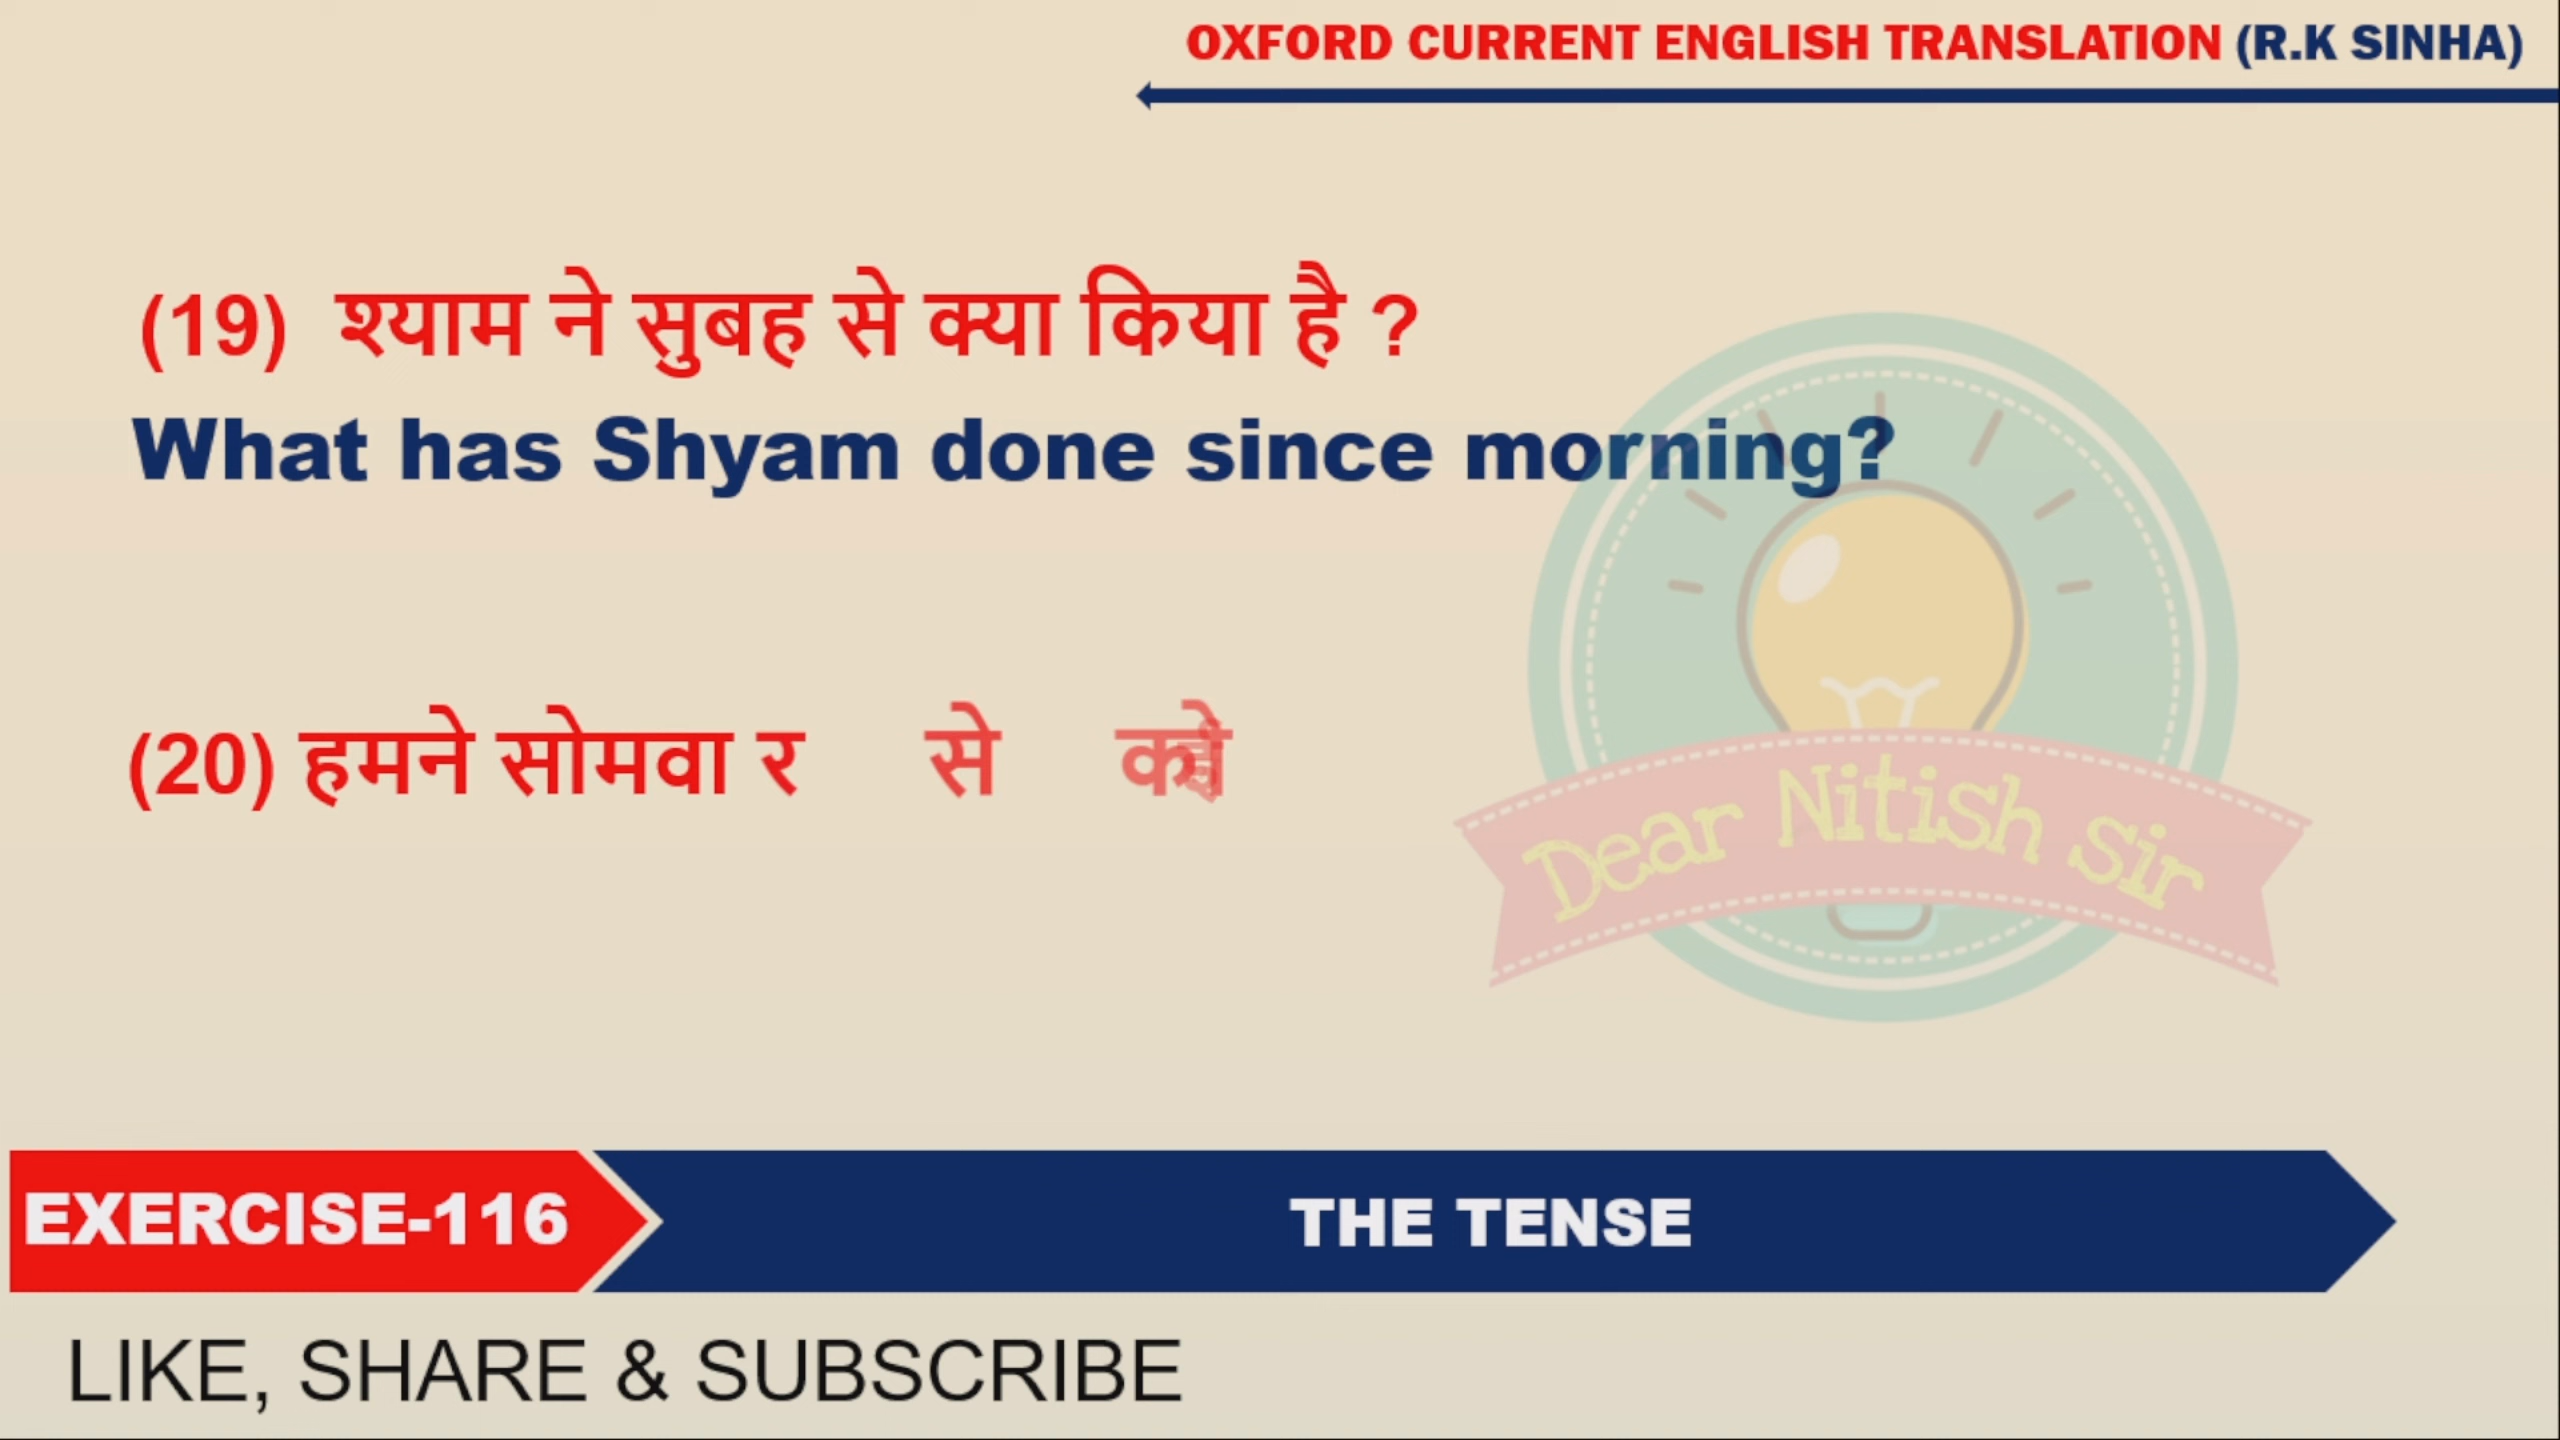 OXFORD CURRENT ENGLISH TRANSLATION (R.K SINHA)
(19) श्याम ने सुबह से क्या किया है ?
What has Shyam done since morning?
(20) हमने सोमवार से
Dear Nitish Sir
EXERCISE-116
THE TENSE
LIKE, SHARE & SUBSCRIBE